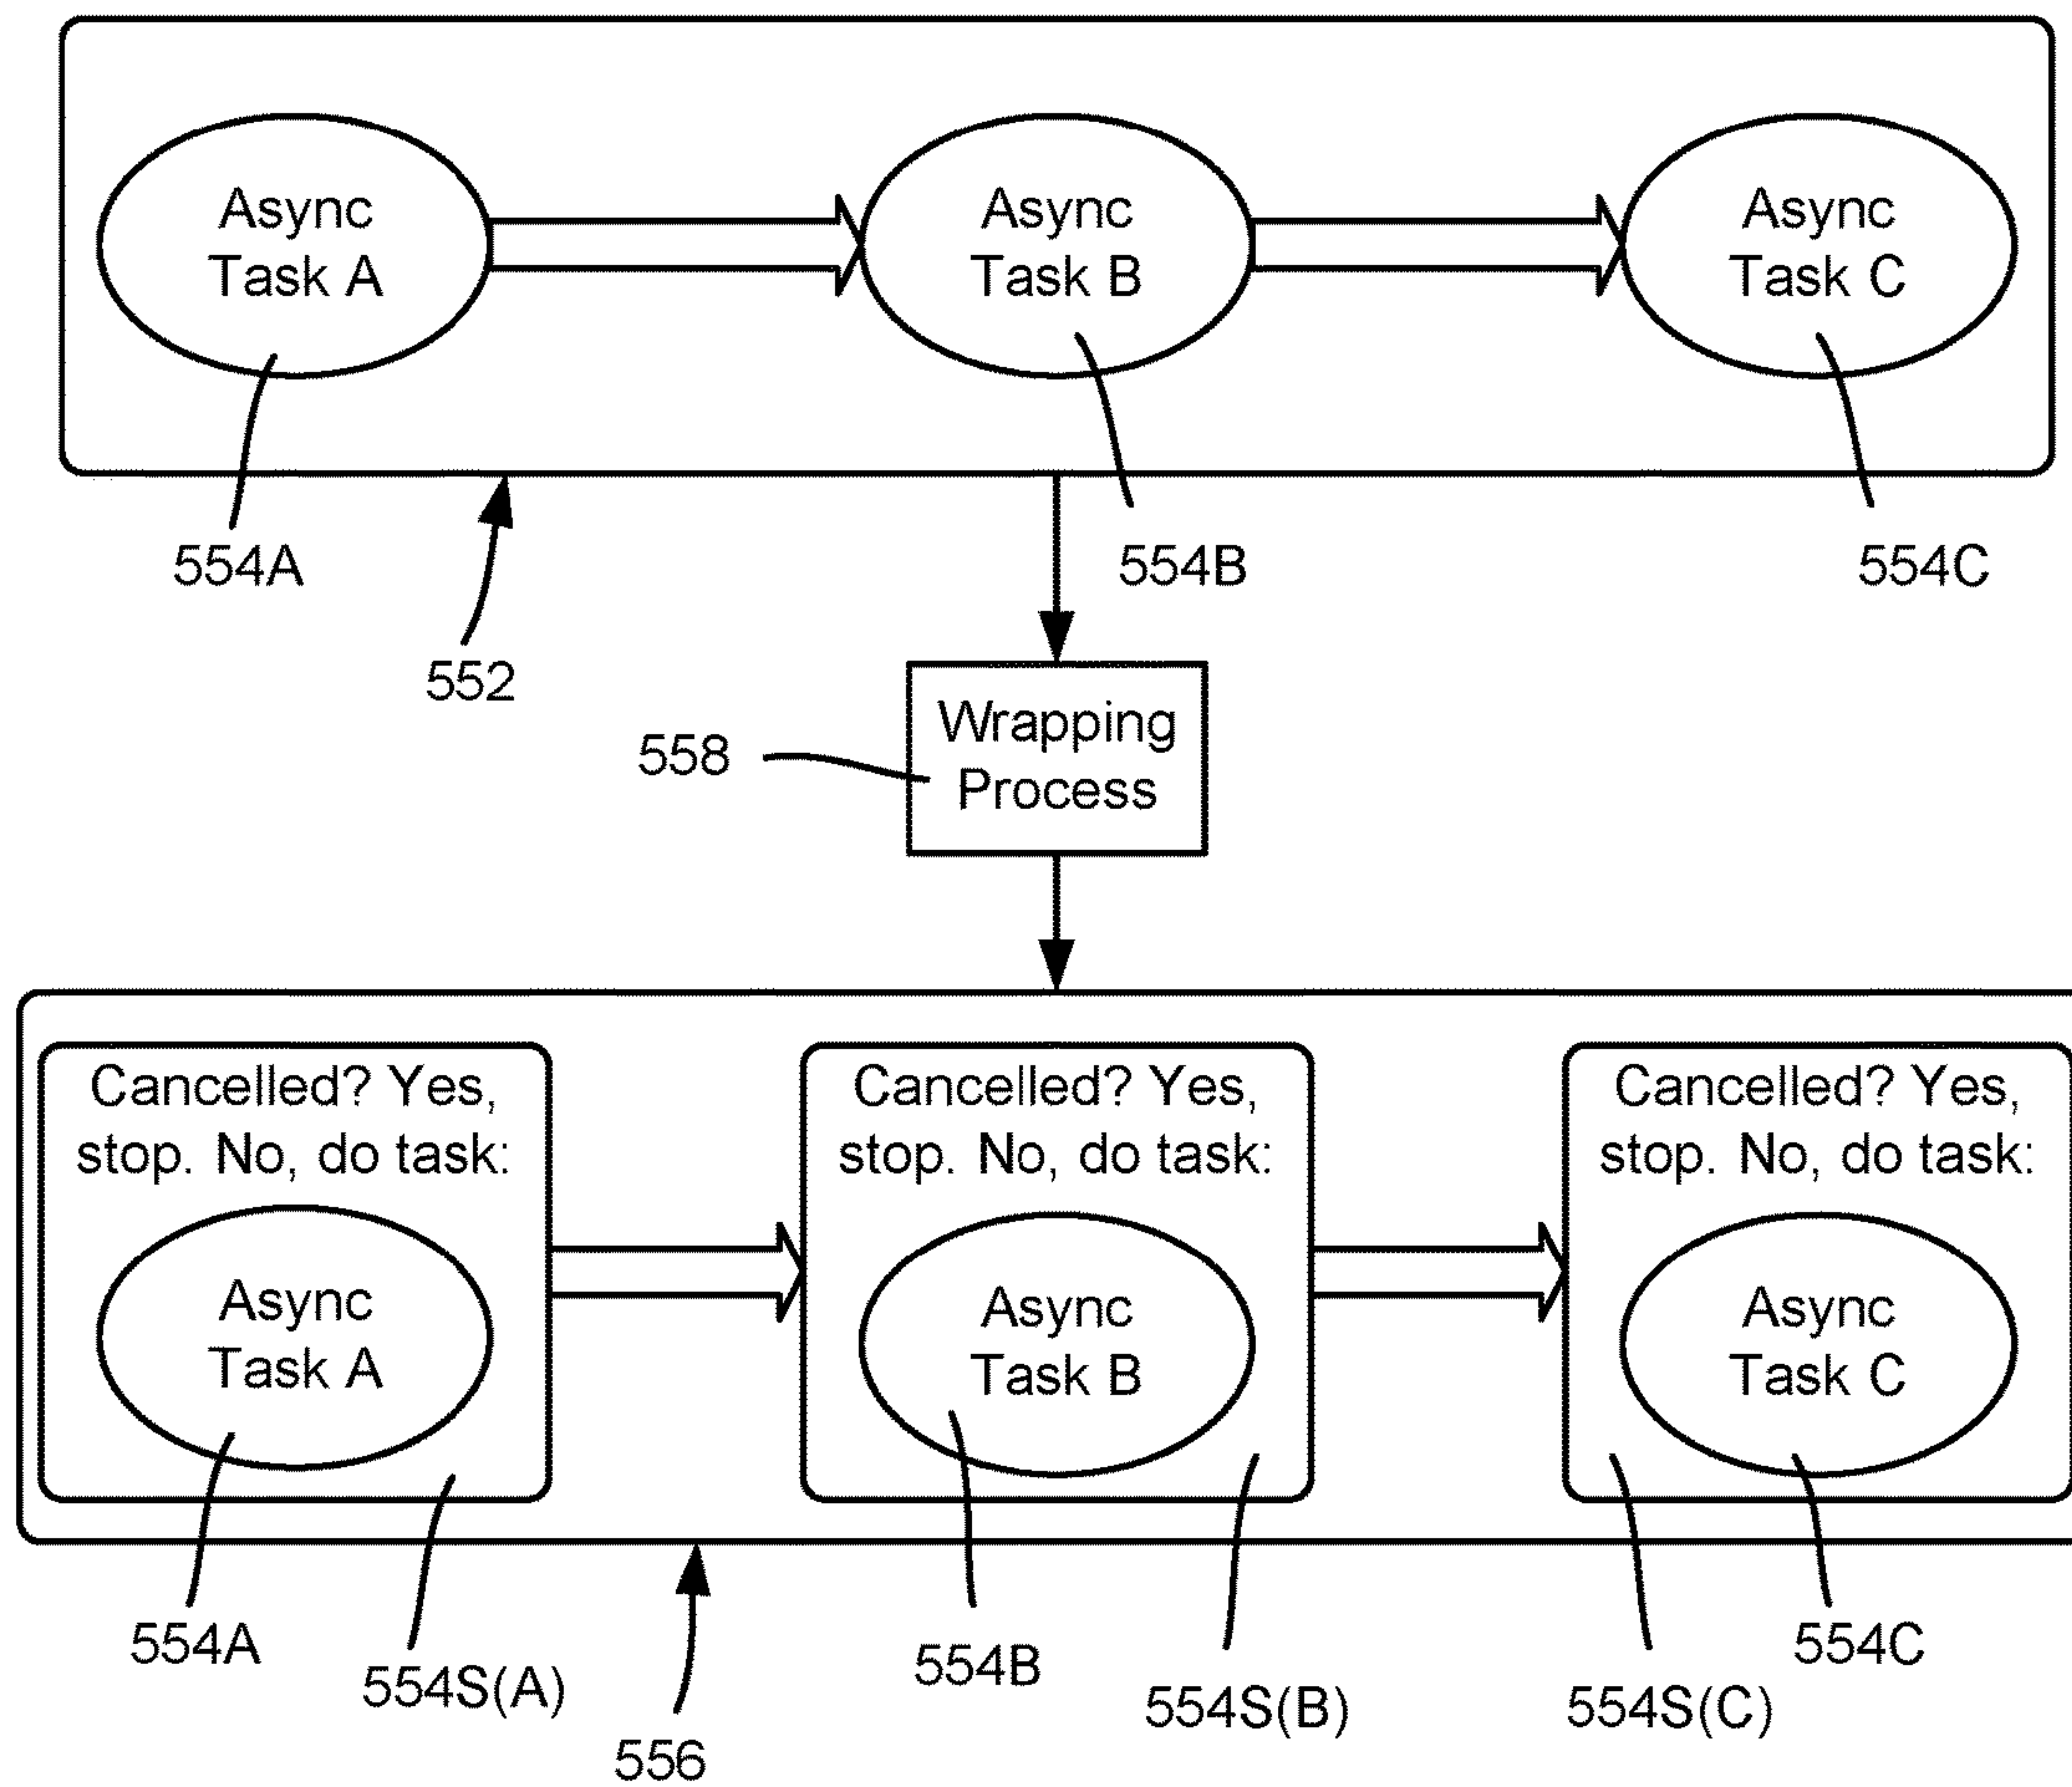 Async
Task A
Async
Task B
Async
Task C
554A
552
554B
554C
558
Wrapping
Process
Cancelled? Yes,
stop. No, do task:
Async
Task A
Cancelled? Yes,
stop. No, do task:
Async
Task B
Cancelled? Yes,
stop. No, do task:
Async
Task C
554A
554S(A)
556
554B
554S(B)
554S(C)
554C